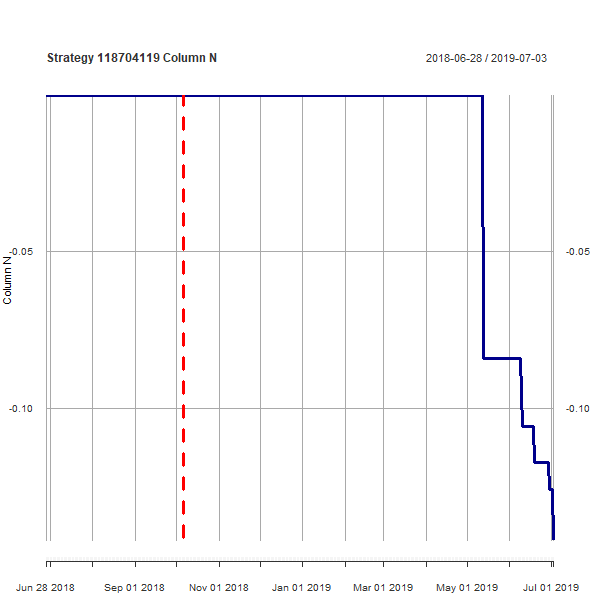 Strategy 118704119 Column N
2018-06-28 / 2019-07-03
-0.05
-0.05
Column N
-0.10
-0.10
Jun 28 2018
Sep 01 2018
Nov 01 2018
Jan 01 2019
Mar 01 2019
May 01 2019
Jul 01 2019